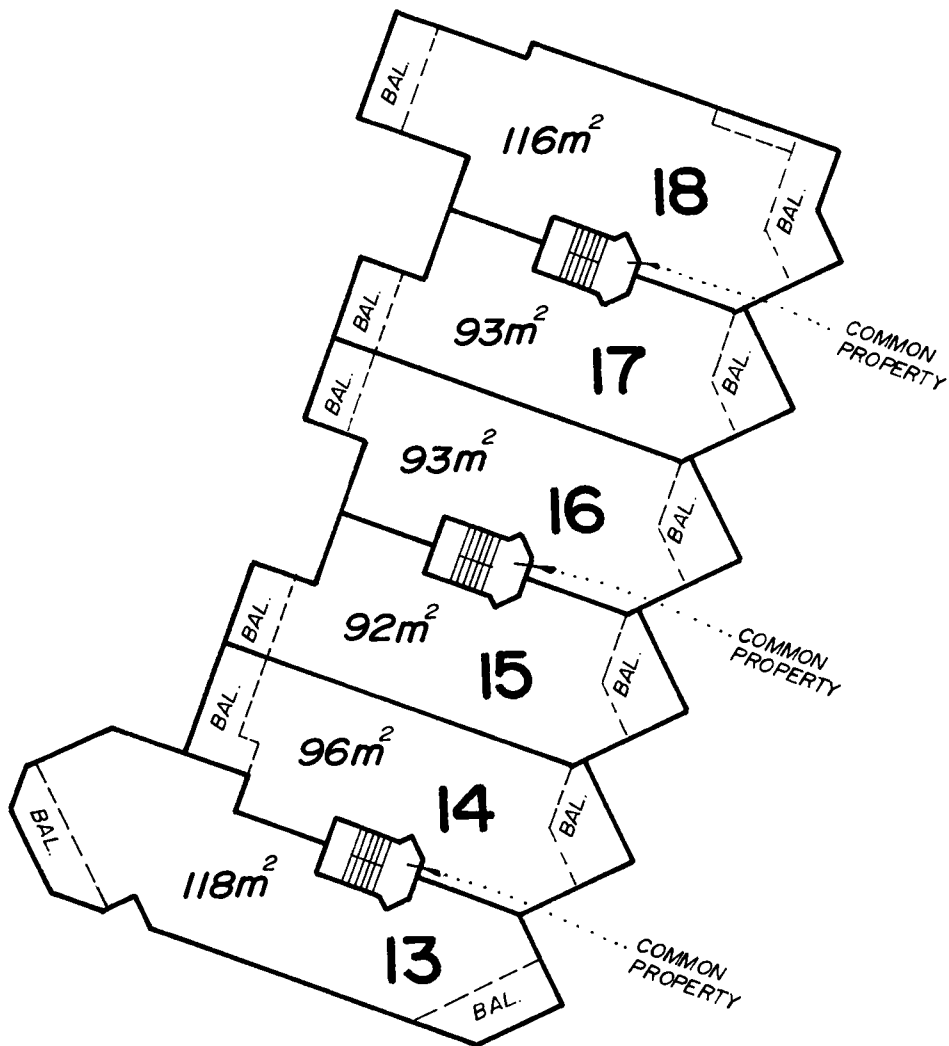 BAL.
116m²
18
BAL.
COMMON
PROPERTY
BAL.
93m²
17
BAL.
BAL.
93m²
16
BAL.
COMMON
PROPERTY
BAL.
92m²
15
BAL.
BAL.
96m²
14
BAL.
COMMON
PROPERTY
BAL.
118m²
13
BAL.